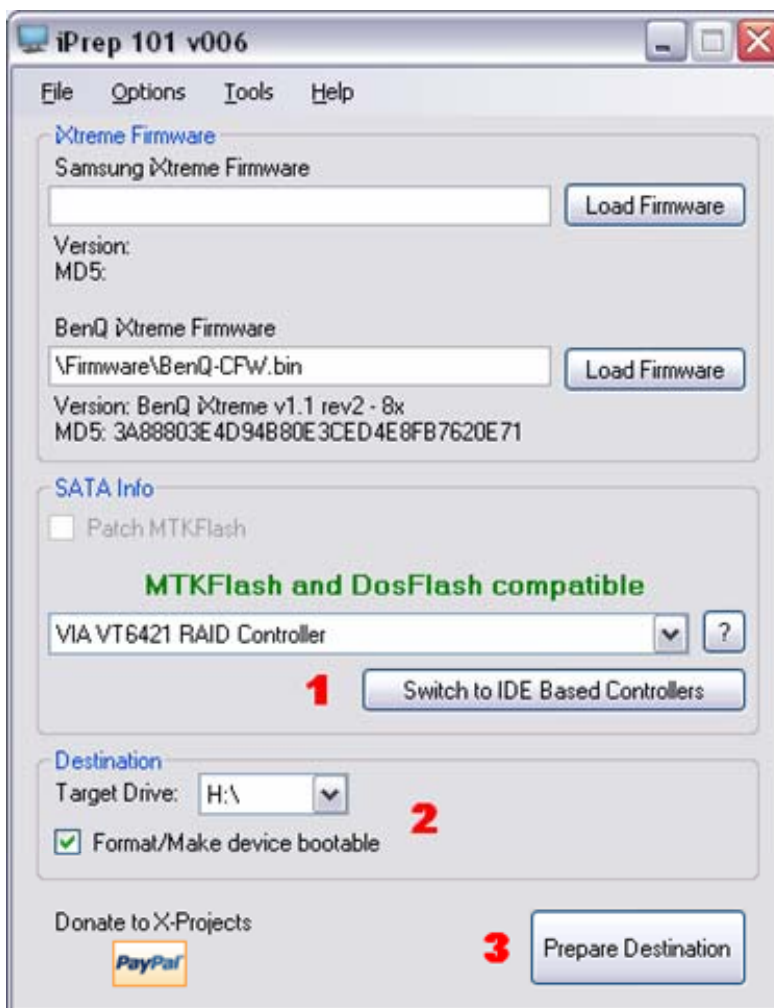 iPrep 101 v006
File Options Tools Help
iXtreme Firmware
Samsung iXtreme Firmware
Load Firmware
Version:
MD5:
BenQ iXtreme Firmware
\Firmware\BenQ-CFW.bin
Load Firmware
Version: BenQ iXtreme v1.1 rev2 - 8x
MD5: 3A88803E4D94B80E3CED4E8FB7620E71
SATA Info
Patch MTKFlash
MTKFlash and DosFlash compatible
VIA VT6421 RAID Controller ?
1 Switch to IDE Based Controllers
Destination
Target Drive: H:\
2
Format/Make device bootable
Donate to X-Projects
PayPal
3 Prepare Destination